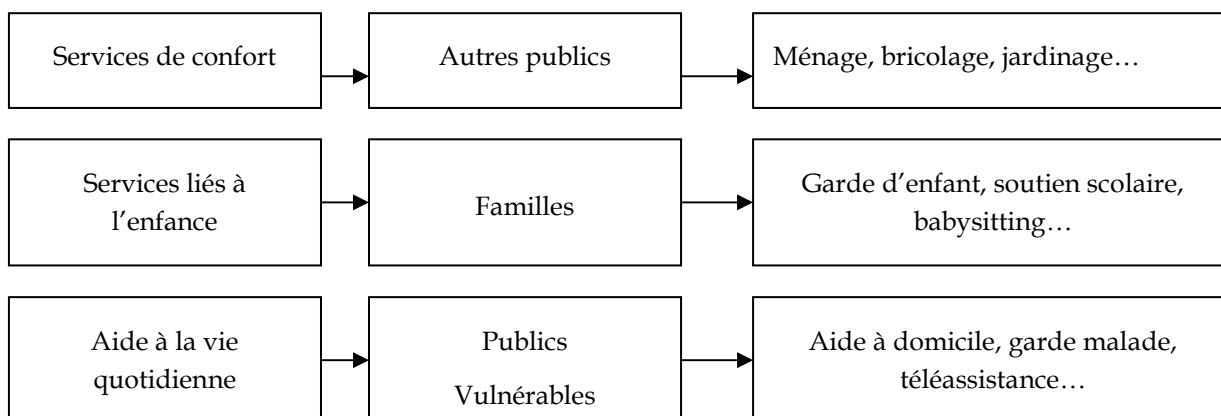 Services de confort
Autres publics
Ménage, bricolage, jardinage…
Services liés à
l’enfance
Familles
Garde d’enfant, soutien scolaire,
babysitting…
Aide à la vie
quotidienne
Publics
Vulnérables
Aide à domicile, garde malade,
téléassistance…